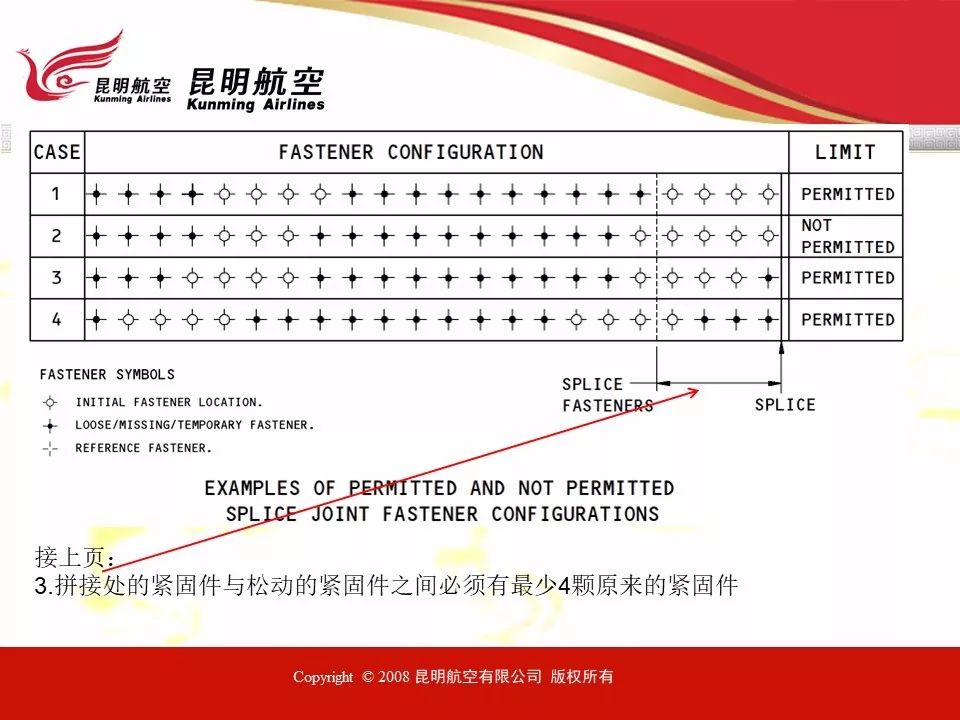 昆明航空
Kunming Airlines
昆明航空
Kunming Airlines
CASE FASTENER CONFIGURATION LIMIT
1 PERMITTED
2 NOT PERMITTED
3 PERMITTED
4 PERMITTED
FASTENER SYMBOLS
INITIAL FASTENER LOCATION.
LOOSE/MISSING/TEMPORARY FASTENER.
REFERENCE FASTENER.
SPLICE
FASTENERS
SPLICE
EXAMPLES OF PERMITTED AND NOT PERMITTED
SPLICE JOINT FASTENER CONFIGURATIONS
接上页:
3.拼接处的紧固件与松动的紧固件之间必须有最少4颗原来的紧固件
Copyright © 2008 昆明航空有限公司 版权所有